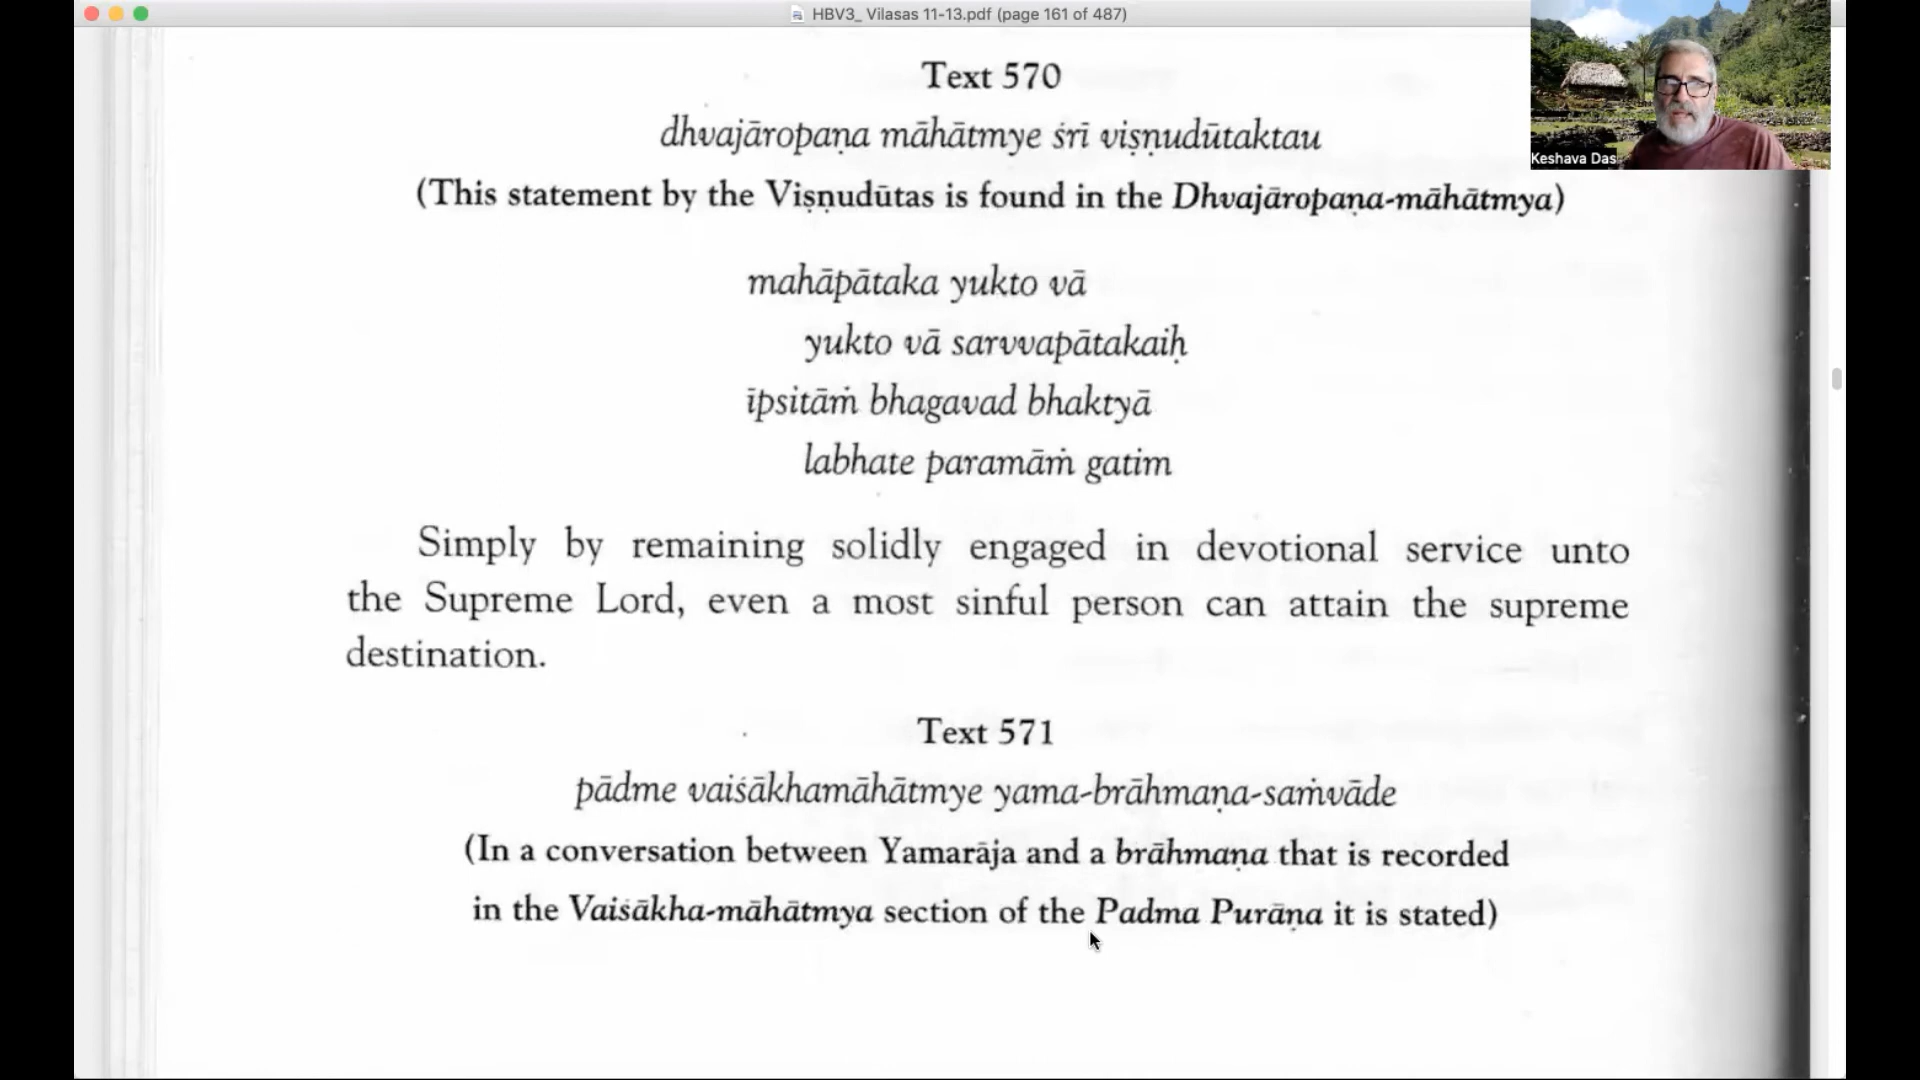 HBV3_ Vilasas 11-13.pdf (page 161 of 487)
Keshava Das
Text 570
dhvajāropaṇa māhātmye śrī viṣṇudūtaktau
(This statement by the Viṣṇudūtas is found in the Dhvajāropaṇa-māhātmya)
mahāpātaka yukto vā
yukto vā sarvvapātakaiḥ
īpsitāṁ bhagavad bhaktyā
labhate paramāṁ gatim
Simply by remaining solidly engaged in devotional service unto
the Supreme Lord, even a most sinful person can attain the supreme
destination.
Text 571
pādme vaiśākhamāhātmye yama-brāhmaṇa-saṁvāde
(In a conversation between Yamarāja and a brāhmaṇa that is recorded
in the Vaiśākha-māhātmya section of the Padma Purāṇa it is stated)